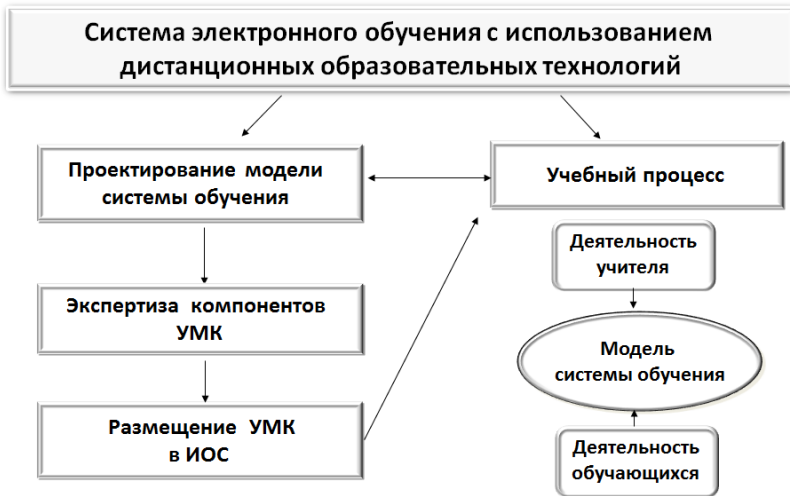 Система электронного обучения с использованием
дистанционных образовательных технологий
Проектирование модели
системы обучения
Учебный процесс
Деятельность
учителя
Экспертиза компонентов
УМК
Модель
системы обучения
Размещение УМК
в ИОС
Деятельность
обучающихся